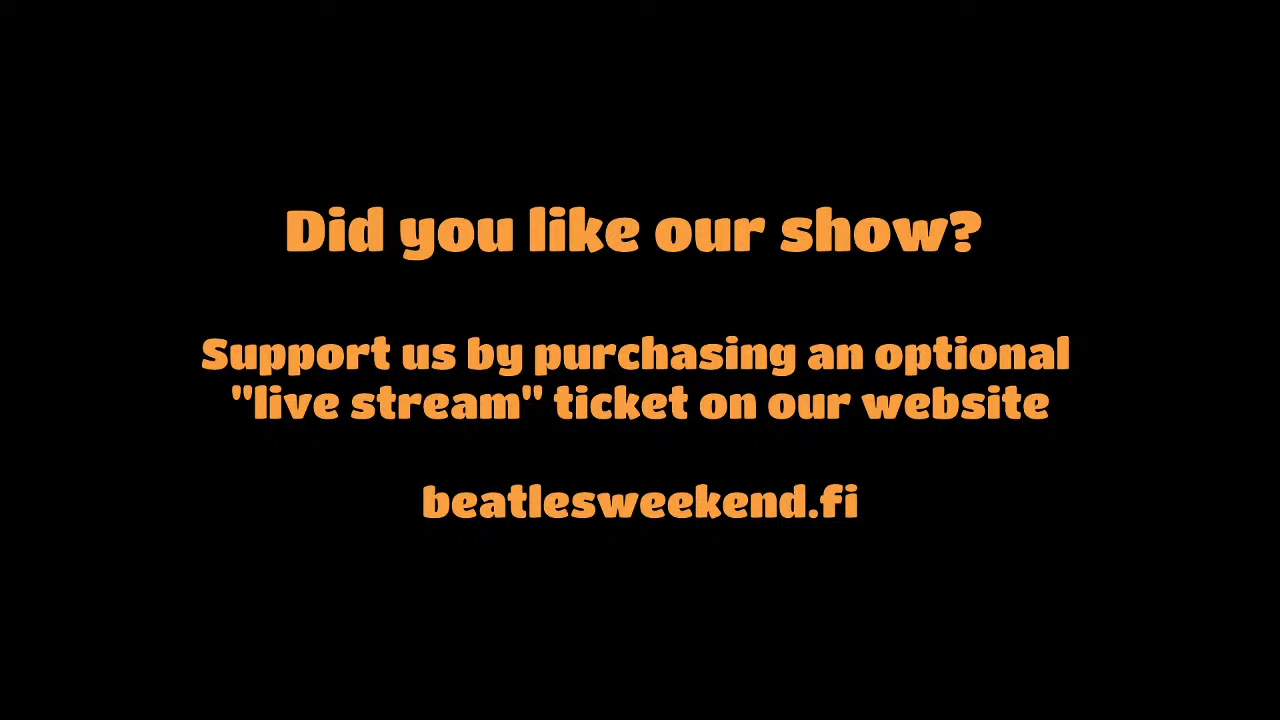 Did you like our show?
Support us by purchasing an optional
"live stream" ticket on our website
beatlesweekend.fi